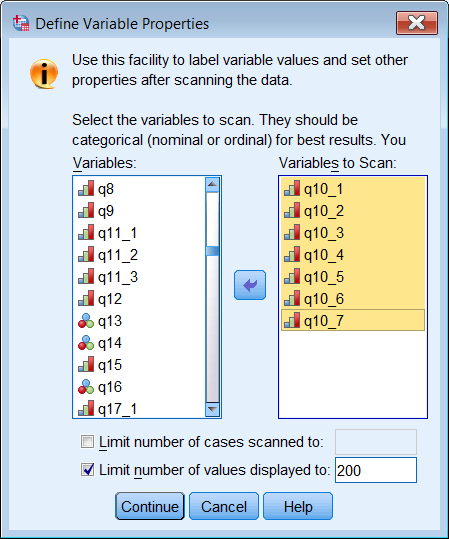 Define Variable Properties
Use this facility to label variable values and set other
properties after scanning the data.
Select the variables to scan. They should be
categorical (nominal or ordinal) for best results. You
Variables:
q8
q9
q11_1
q11_2
q11_3
q12
q13
q14
q15
q16
q17_1
Variables to Scan:
q10_1
q10_2
q10_3
q10_4
q10_5
q10_6
q10_7
Limit number of cases scanned to:
Limit number of values displayed to: 200
Continue Cancel Help